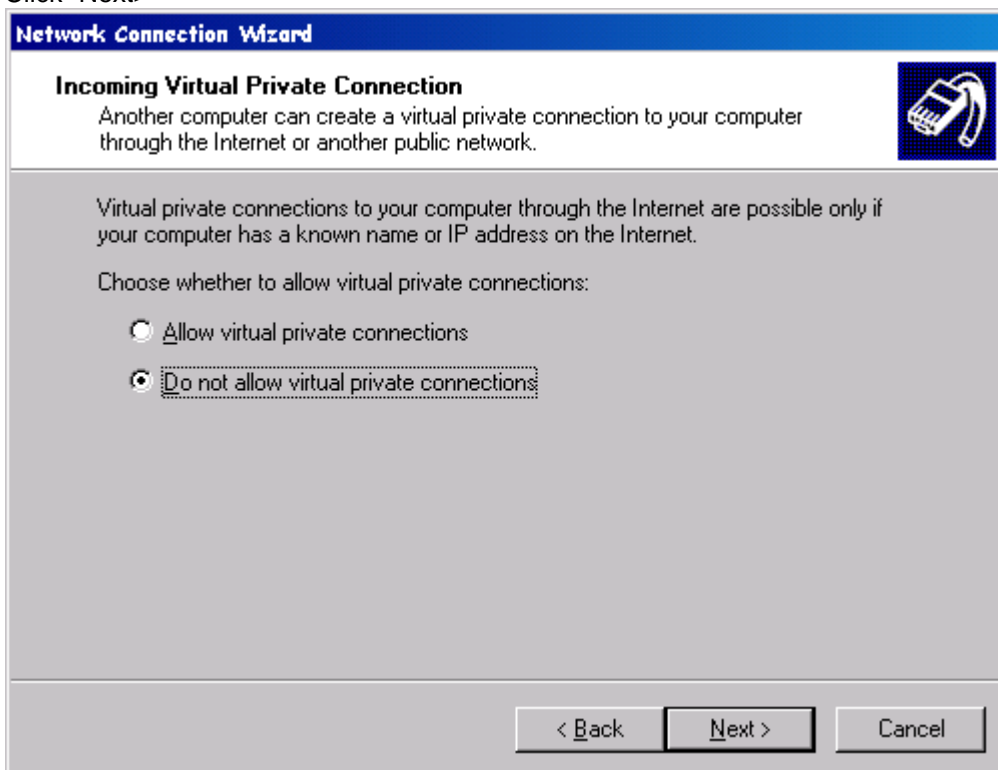 Click "Next>"
Network Connection Wizard
Incoming Virtual Private Connection
Another computer can create a virtual private connection to your computer
through the Internet or another public network.
Virtual private connections to your computer through the Internet are possible only if
your computer has a known name or IP address on the Internet.
Choose whether to allow virtual private connections:
Allow virtual private connections
Do not allow virtual private connections
< Back
Next >
Cancel